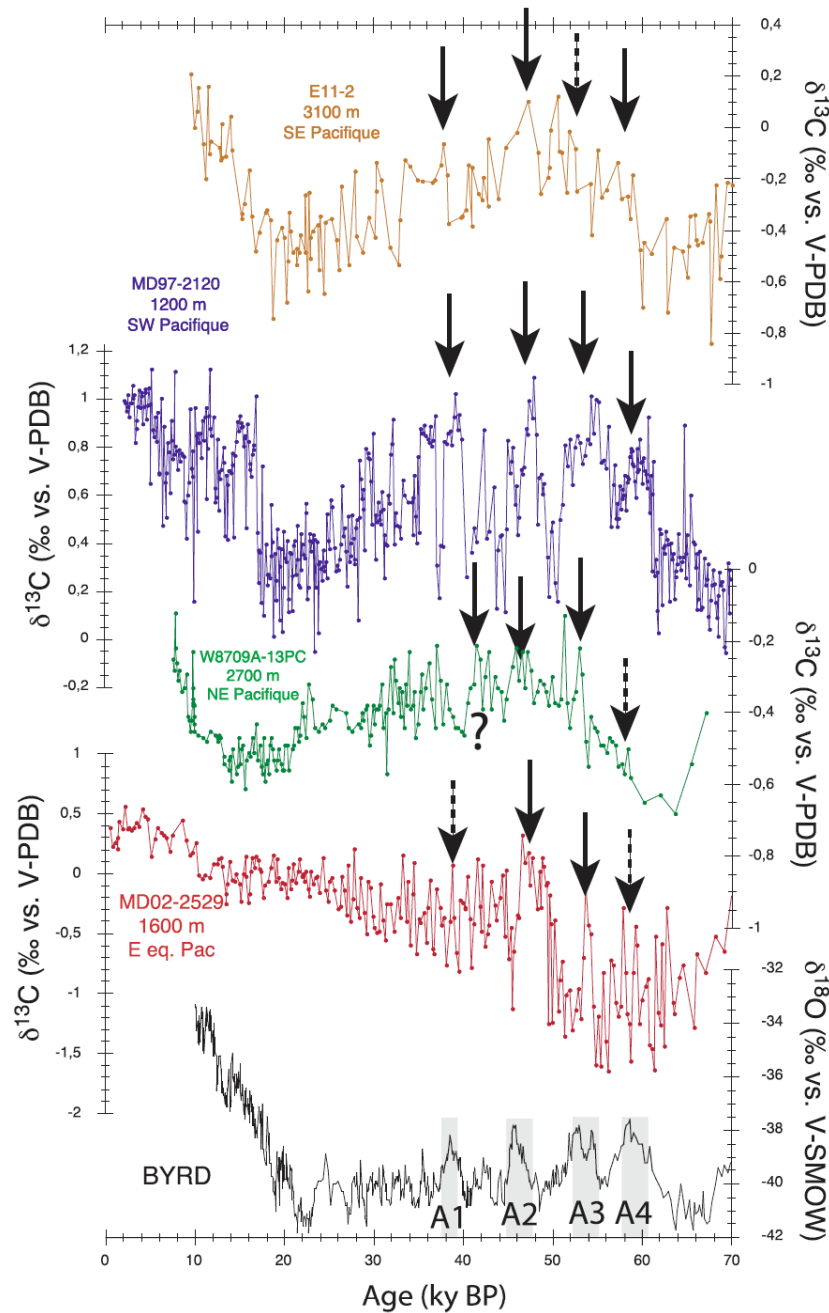 0,4
0,2
0
-0,2
-0,4
-0,6
-0,8
-1
δ13C (‰ vs. V-PDB)
E11-2
3100 m
SE Pacifique
MD97-2120
1200 m
SW Pacifique
1,2
1
0,8
0,6
0,4
0,2
0
-0,2
δ13C (‰ vs. V-PDB)
W8709A-13PC
2700 m
NE Pacifique
?
0
-0,2
-0,4
-0,6
-0,8
-1
δ13C (‰ vs. V-PDB)
1
0,5
0
-0,5
-1
-1,5
-2
δ13C (‰ vs. V-PDB)
MD02-2529
1600 m
E eq. Pac
-32
-34
-36
-38
-40
-42
δ18O (‰ vs. V-SMOW)
BYRD
A1 A2 A3 A4
0 10 20 30 40 50 60 70
Age (ky BP)